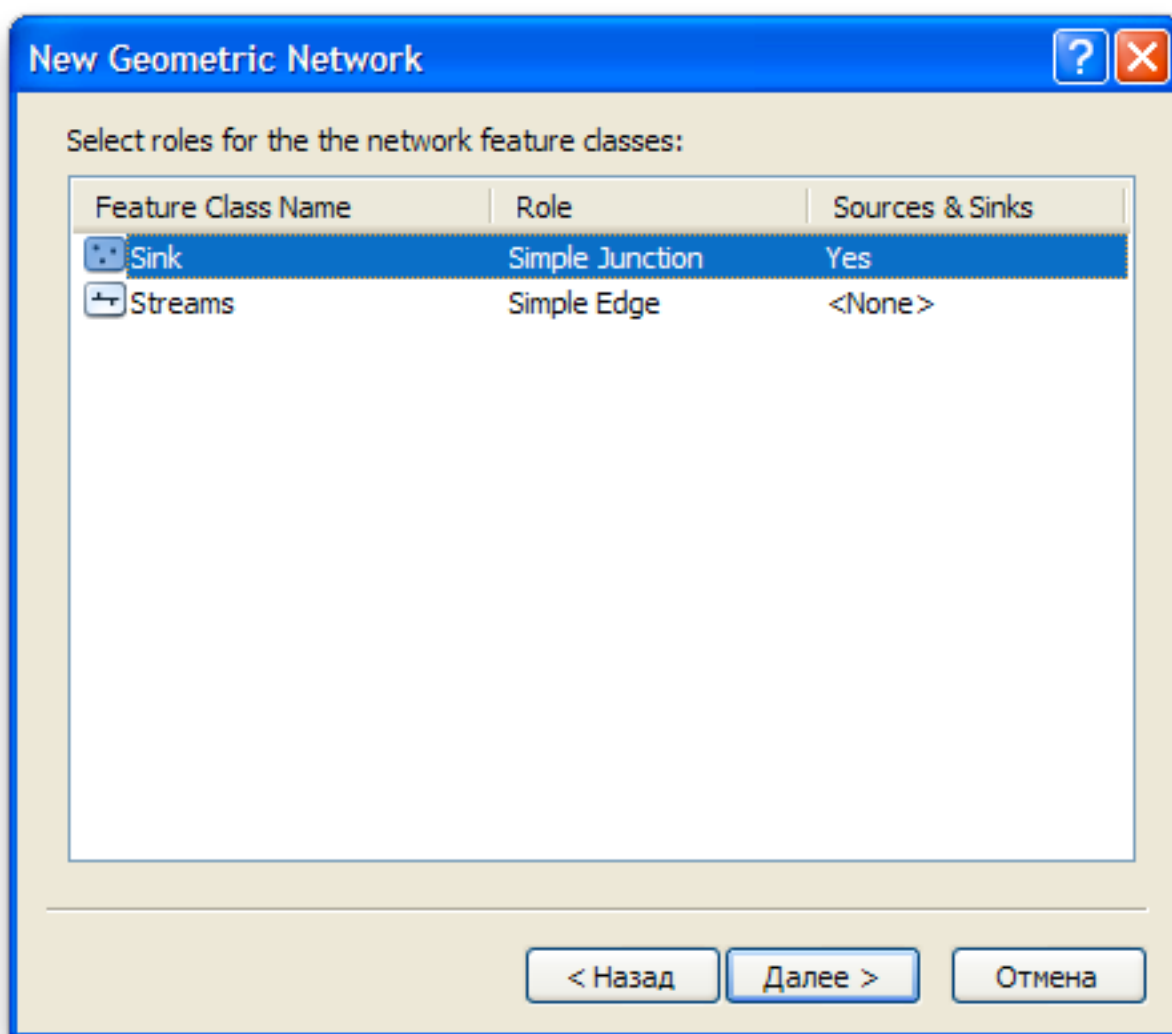 New Geometric Network
Select roles for the the network feature classes:
Feature Class Name Role Sources & Sinks
Sink Simple Junction Yes
Streams Simple Edge <None>
< Назад Далее > Отмена